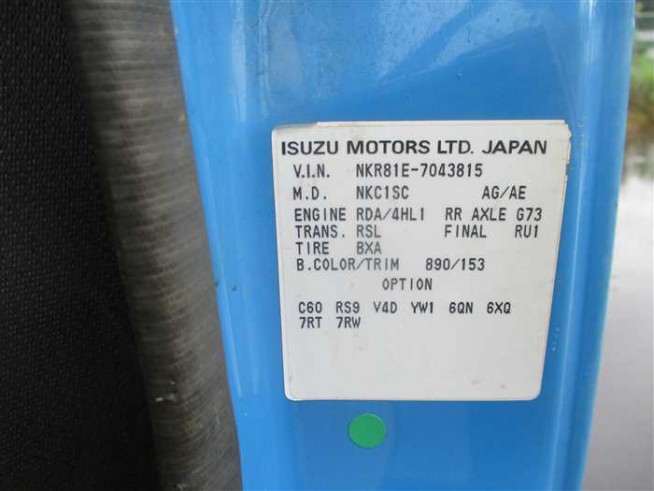 ISUZU MOTORS LTD. JAPAN
V.I.N. NKR81E-7043815
M.D. NKC1SC AG/AE
ENGINE RDA/4HL1 RR AXLE G73
TRANS. RSL FINAL RU1
TIRE BXA
B.COLOR/TRIM 890/153
OPTION
C60 RS9 V4D YW1 6QN 6XQ
7RT 7RW